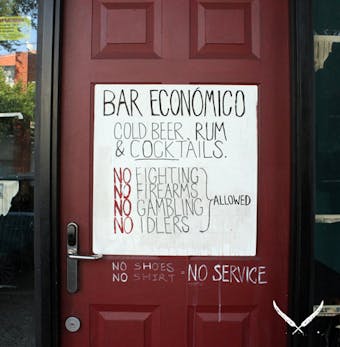 BAR ECONÓMICO
COLD BEER, RUM
& COCKTAILS.
NO FIGHTING
NO FIREARMS
NO GAMBLING
NO IDLERS
ALLOWED
NO SHOES
NO SHIRT - NO SERVICE